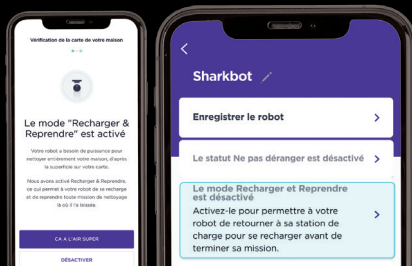 Vérification de la carte de votre maison
Le mode "Recharger &
Reprendre" est activé
Votre robot a besoin de puissance pour
nettoyer entièrement votre maison, d'après
la superficie sur votre carte.
Nous avons activé Recharger & Reprendre,
ce qui permet à votre robot de se recharger
et de reprendre toute mission de nettoyage
là où il l'a laissée.
ÇA A L'AIR SUPER
DÉSACTIVER
Sharkbot
Enregistrer le robot
Le statut Ne pas déranger est désactivé
Le mode Recharger et Reprendre
est désactivé
Activez-le pour permettre à votre
robot de retourner à sa station de
charge pour se recharger avant de
terminer sa mission.